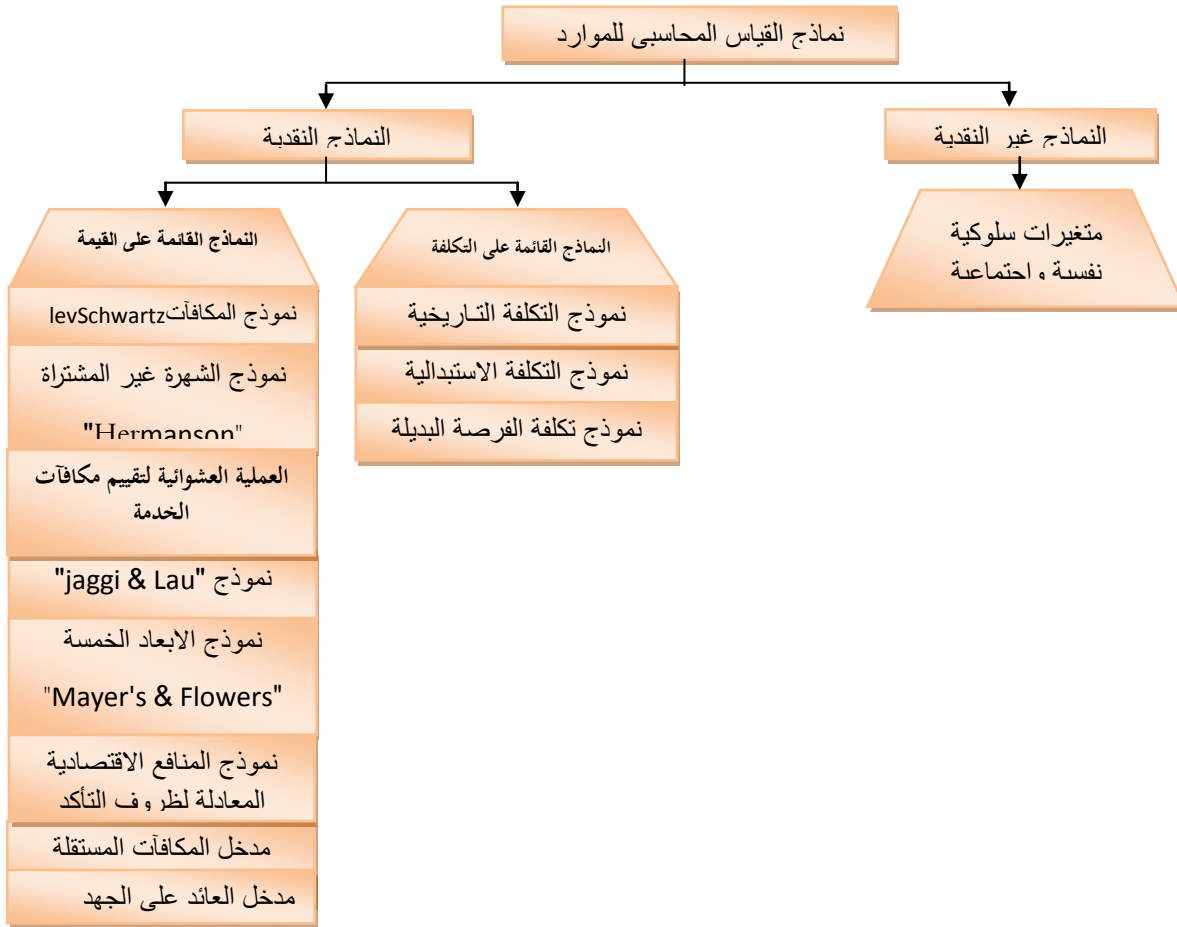 نماذج القياس المحاسبى للموارد
النماذج غير النقدية
النماذج النقدية
متغيرات سلوكية
نفسية واجتماعية
النماذج القائمة على التكلفة
نموذج التكلفة التاريخية
نموذج التكلفة الاستبدالية
نموذج تكلفة الفرصة البديلة
النماذج القائمة على القيمة
نموذج المكافآتlevSchwartz
نموذج الشهرة غير المشتراة
"Hermanson"
العملية العشوائية لتقييم مكافآت
الخدمة
نموذج "jaggi & Lau"
نموذج الابعاد الخمسة
"Mayer's & Flowers"
نموذج المنافع الاقتصادية
المعادلة لظروف التأكد
مدخل المكافآت المستقلة
مدخل العائد على الجهد